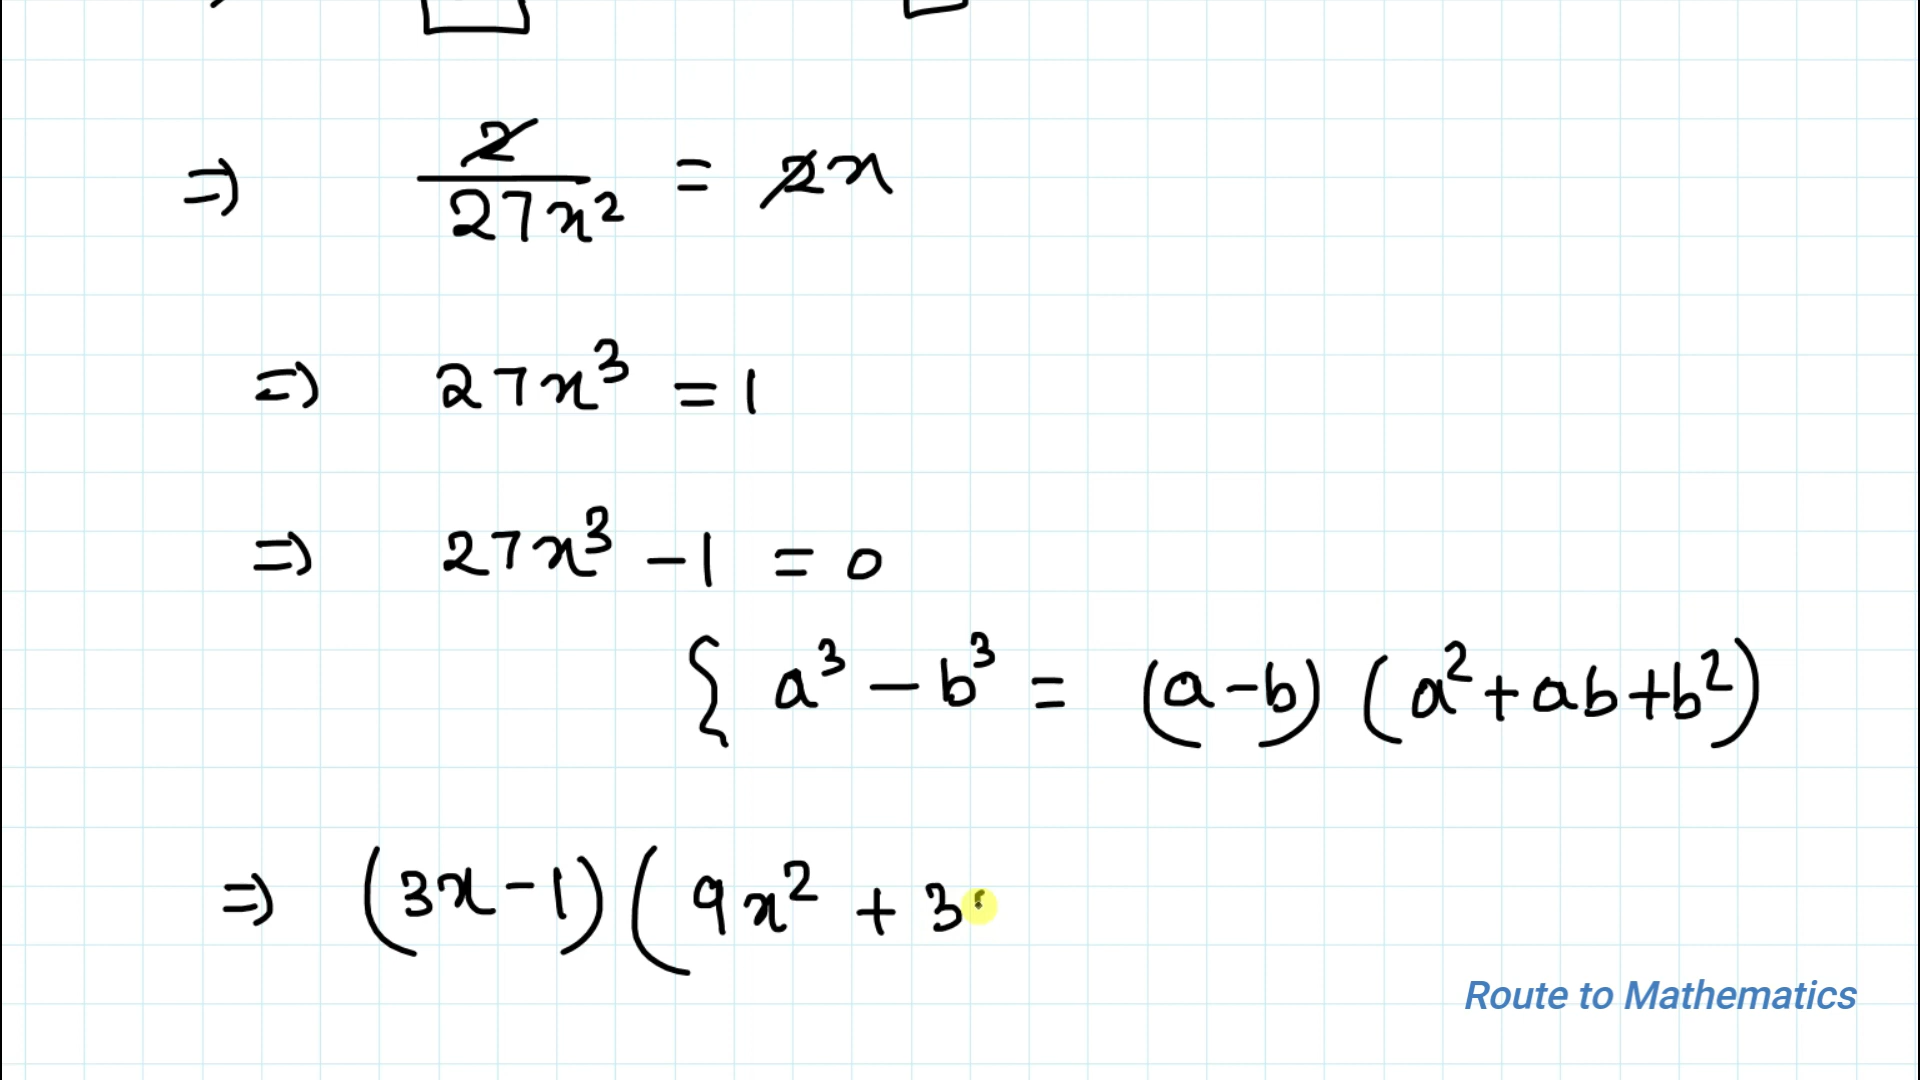 => 2/27x² = 2x
=> 27x³ = 1
=> 27x³ - 1 = 0
{ a³ - b³ = (a-b) (a²+ab+b²)
=> (3x-1)(9x² + 3
Route to Mathematics